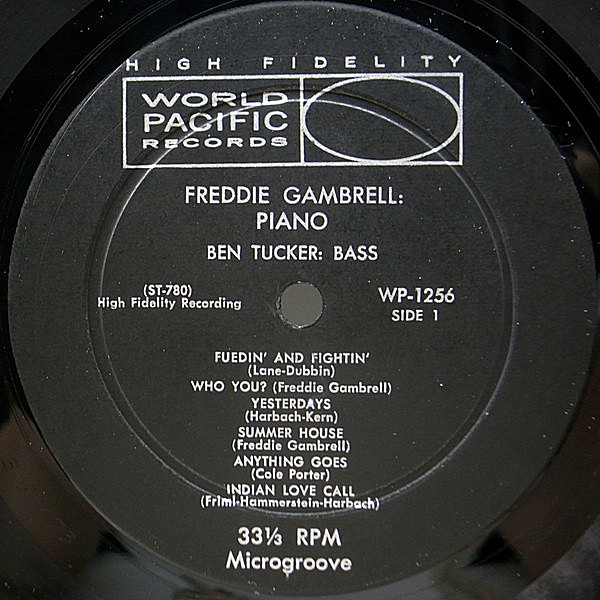 HIGH FIDELITY
WORLD
PACIFIC
RECORDS
FREDDIE GAMBRELL:
PIANO
BEN TUCKER: BASS
(ST-780)
High Fidelity Recording
WP-1256
SIDE 1
FUEDIN' AND FIGHTIN'
(Lane-Dubbin)
WHO YOU? (Freddie Gambrell)
YESTERDAYS
(Harbach-Kern)
SUMMER HOUSE
(Freddie Gambrell)
ANYTHING GOES
(Cole Porter)
INDIAN LOVE CALL
(Friml-Hammerstein-Harbach)
33⅓ RPM
Microgroove